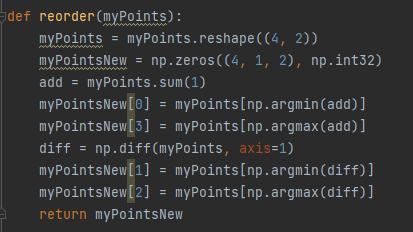 def reorder(myPoints):
    myPoints = myPoints.reshape((4, 2))
    myPointsNew = np.zeros((4, 1, 2), np.int32)
    add = myPoints.sum(1)
    myPointsNew[0] = myPoints[np.argmin(add)]
    myPointsNew[3] = myPoints[np.argmax(add)]
    diff = np.diff(myPoints, axis=1)
    myPointsNew[1] = myPoints[np.argmin(diff)]
    myPointsNew[2] = myPoints[np.argmax(diff)]
    return myPointsNew